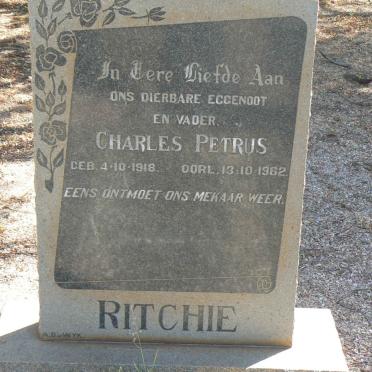 In Tere Liefde Aan
ONS DIERBARE EGGENOOT
EN VADER
CHARLES PETRUS
GEB. 4·10·1918. OORL. 13·10·1962
EENS ONTMOET ONS MEKAAR WEER.
RITCHIE